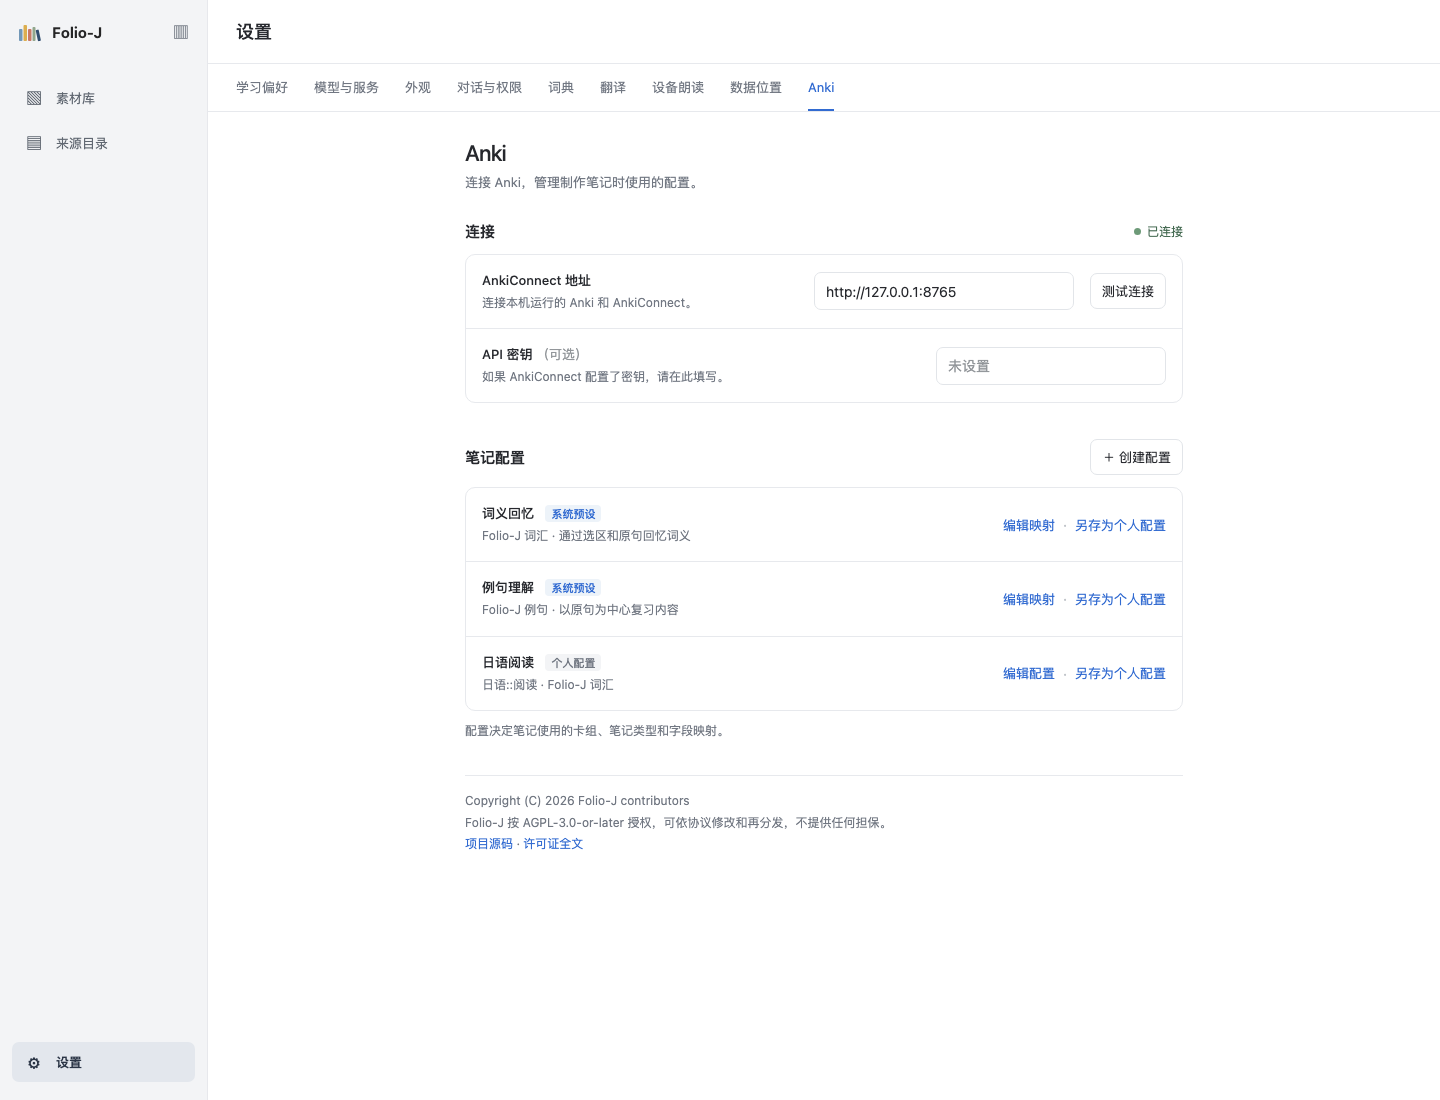 Folio-J
素材库
来源目录
设置
设置
学习偏好 模型与服务 外观 对话与权限 词典 翻译 设备朗读 数据位置 Anki
Anki
连接 Anki，管理制作笔记时使用的配置。
连接
已连接
AnkiConnect 地址
连接本机运行的 Anki 和 AnkiConnect。
http://127.0.0.1:8765
测试连接
API 密钥 （可选）
如果 AnkiConnect 配置了密钥，请在此填写。
未设置
笔记配置
＋ 创建配置
词义回忆 系统预设
Folio-J 词汇 · 通过选区和原句回忆词义
编辑映射 · 另存为个人配置
例句理解 系统预设
Folio-J 例句 · 以原句为中心复习内容
编辑映射 · 另存为个人配置
日语阅读 个人配置
日语::阅读 · Folio-J 词汇
编辑配置 · 另存为个人配置
配置决定笔记使用的卡组、笔记类型和字段映射。
Copyright (C) 2026 Folio-J contributors
Folio-J 按 AGPL-3.0-or-later 授权，可依协议修改和再分发，不提供任何担保。
项目源码 · 许可证全文